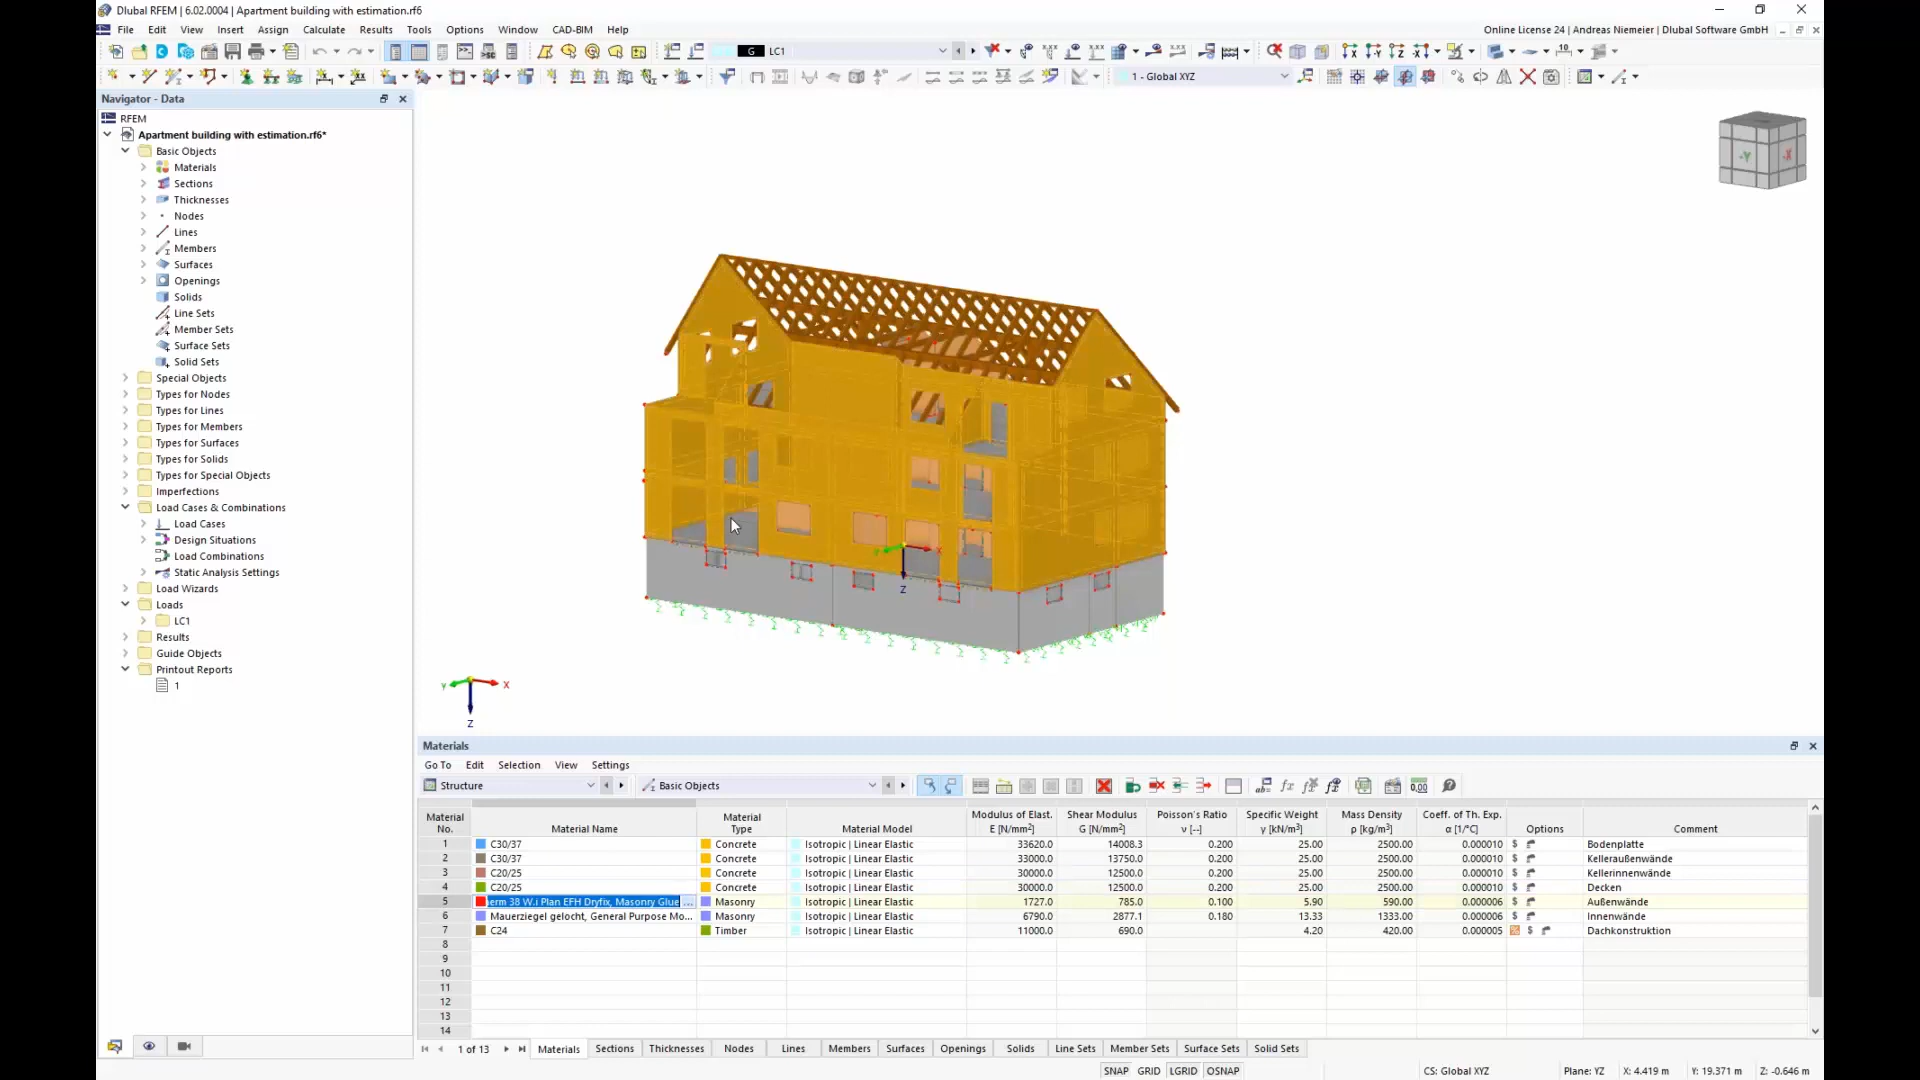 Dlubal RFEM | 6.02.0004 | Apartment building with estimation.rf6*
File Edit View Insert Assign Calculate Results Tools Options Window CAD-BIM Help
Online License 24 | Andreas Niemeier | Dlubal Software GmbH
G LC1
1 - Global XYZ
Navigator - Data
RFEM
Apartment building with estimation.rf6*
Basic Objects
Materials
Sections
Thicknesses
Nodes
Lines
Members
Surfaces
Openings
Solids
Line Sets
Member Sets
Surface Sets
Solid Sets
Special Objects
Types for Nodes
Types for Lines
Types for Members
Types for Surfaces
Types for Solids
Types for Special Objects
Imperfections
Load Cases & Combinations
Load Cases
Design Situations
Load Combinations
Static Analysis Settings
Load Wizards
Loads
LC1
Results
Guide Objects
Printout Reports
1
-Y -X
X
Y
Z
Y
X
Z
Materials
Go To Edit Selection View Settings
Structure Basic Objects
Material No. Material Name Material Type Material Model Modulus of Elast. E [N/mm²] Shear Modulus G [N/mm²] Poisson's Ratio ν [--] Specific Weight γ [kN/m³] Mass Density ρ [kg/m³] Coeff. of Th. Exp. α [1/°C] Options Comment
1 C30/37 Concrete Isotropic | Linear Elastic 33620.0 14008.3 0.200 25.00 2500.00 0.000010 Bodenplatte
2 C30/37 Concrete Isotropic | Linear Elastic 33000.0 13750.0 0.200 25.00 2500.00 0.000010 Kelleraußenwände
3 C20/25 Concrete Isotropic | Linear Elastic 30000.0 12500.0 0.200 25.00 2500.00 0.000010 Kellerinnenwände
4 C20/25 Concrete Isotropic | Linear Elastic 30000.0 12500.0 0.200 25.00 2500.00 0.000010 Decken
5 erm 38 W.i Plan EFH Dryfix, Masonry Glue ... Masonry Isotropic | Linear Elastic 1727.0 785.0 0.100 5.90 590.00 0.000006 Außenwände
6 Mauerziegel gelocht, General Purpose Mo... Masonry Isotropic | Linear Elastic 6790.0 2877.1 0.180 13.33 1333.00 0.000006 Innenwände
7 C24 Timber Isotropic | Linear Elastic 11000.0 690.0 4.20 420.00 0.000005 Dachkonstruktion
8
9
10
11
12
13
14
1 of 13 Materials Sections Thicknesses Nodes Lines Members Surfaces Openings Solids Line Sets Member Sets Surface Sets Solid Sets
SNAP GRID LGRID OSNAP CS: Global XYZ Plane: YZ X: 4.419 m Y: 19.371 m Z: -0.646 m